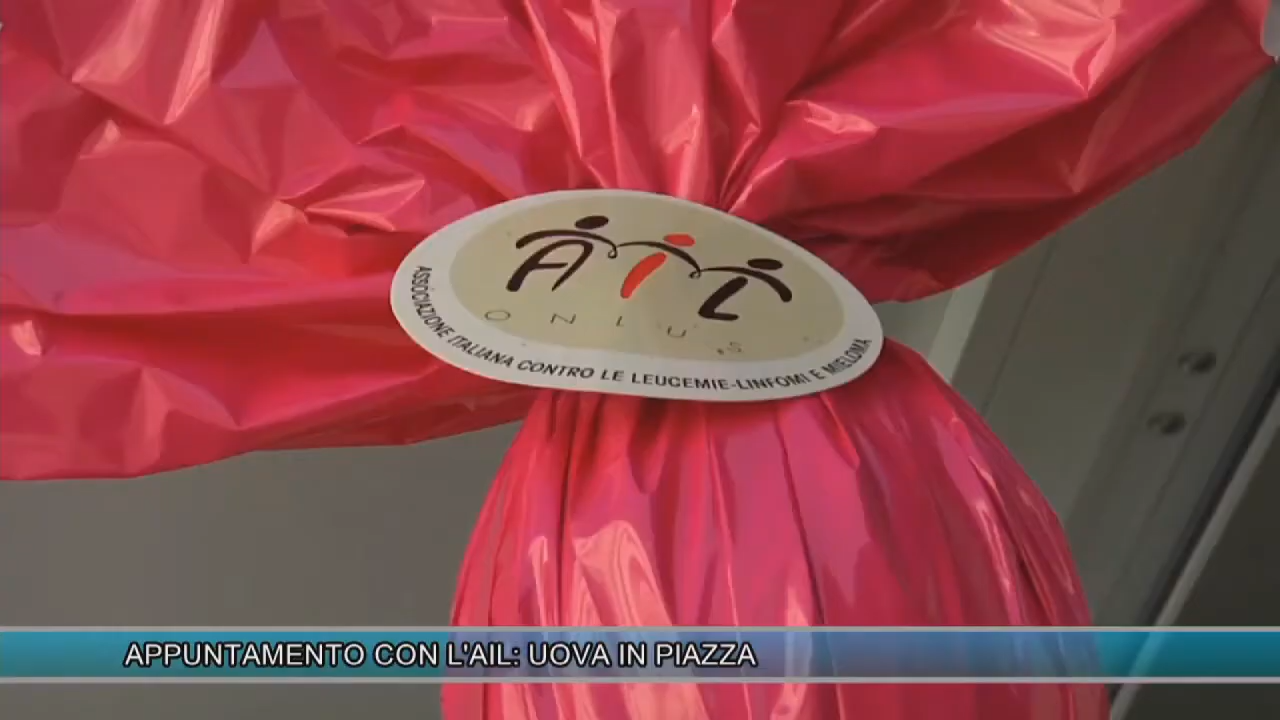 AIL
ONLUS
ASSOCIAZIONE ITALIANA CONTRO LE LEUCEMIE-LINFOMI E MIELOMA
APPUNTAMENTO CON L'AIL: UOVA IN PIAZZA